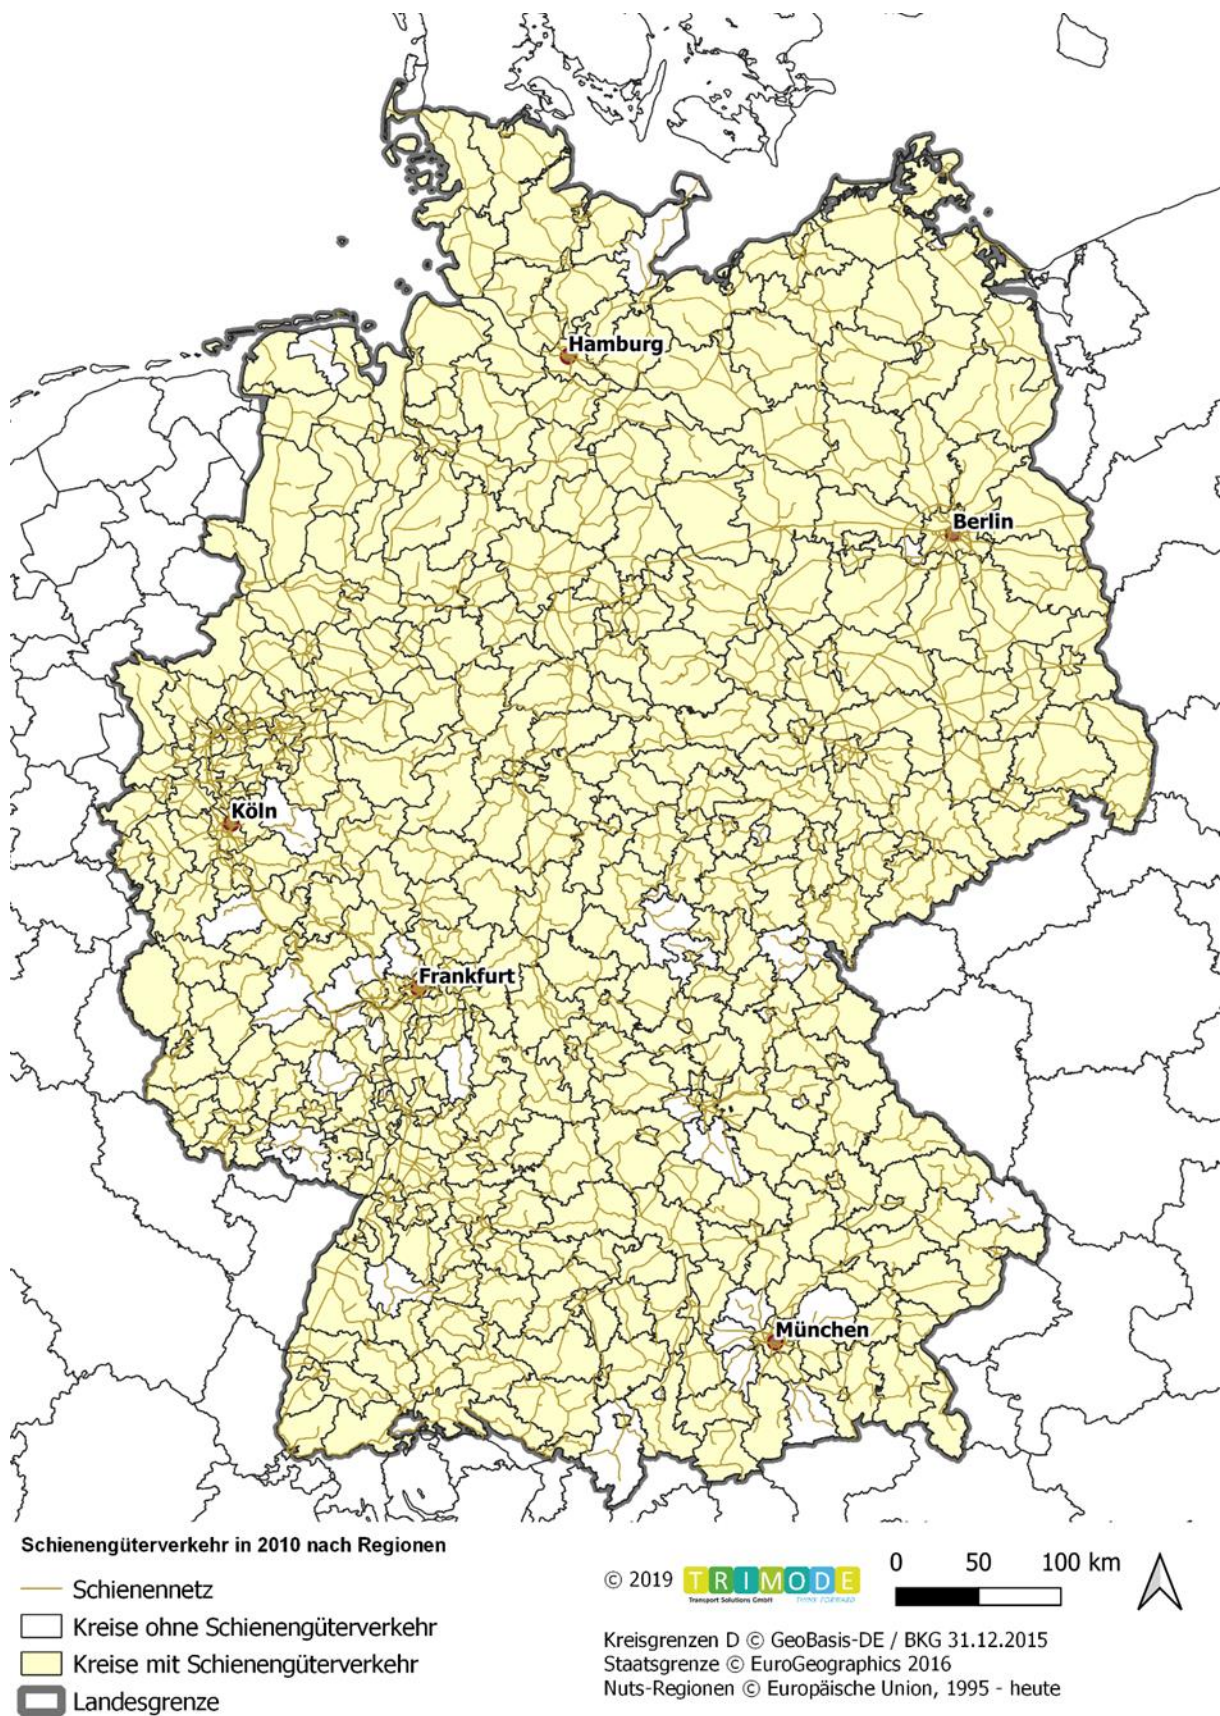 Hamburg
Berlin
Köln
Frankfurt
München
Schienengüterverkehr in 2010 nach Regionen
Schienennetz
Kreise ohne Schienengüterverkehr
Kreise mit Schienengüterverkehr
Landesgrenze
© 2019 TRIMODE
Transport Solutions GmbH THINK FORWARD
0 50 100 km
Kreisgrenzen D © GeoBasis-DE / BKG 31.12.2015
Staatsgrenze © EuroGeographics 2016
Nuts-Regionen © Europäische Union, 1995 - heute